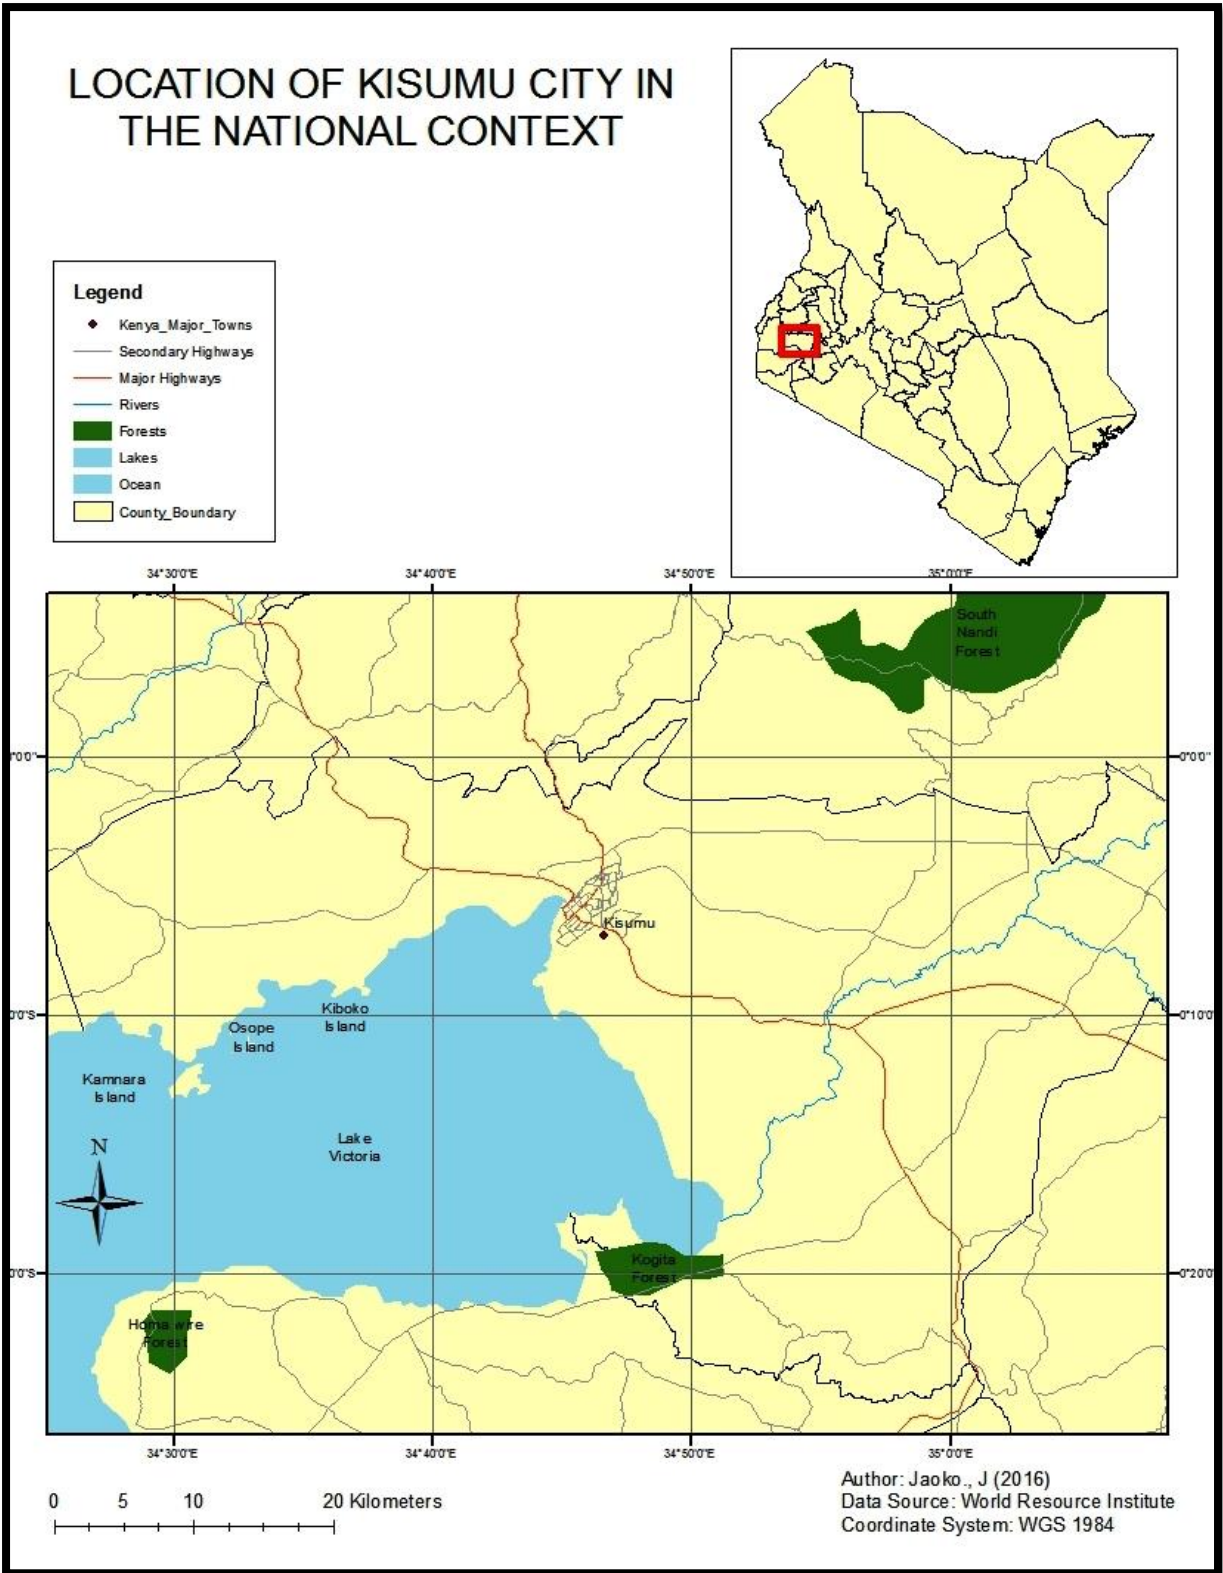 LOCATION OF KISUMU CITY IN
THE NATIONAL CONTEXT
Legend
Kenya_Major_Towns
Secondary Highways
Major Highways
Rivers
Forests
Lakes
Ocean
County_Boundary
34°30'0"E
34°40'0"E
34°50'0"E
35°0'0"E
South
Nandi
Forest
0°0'0"
Kisumu
Kiboko
Island
Osope
Island
0°10'0"
Kamnara
Island
N
Lake
Victoria
Kogita
Forest
0°20'0"
Homa wire
Forest
34°30'0"E
34°40'0"E
34°50'0"E
35°0'0"E
0 5 10 20 Kilometers
Author: Jaoko., J (2016)
Data Source: World Resource Institute
Coordinate System: WGS 1984